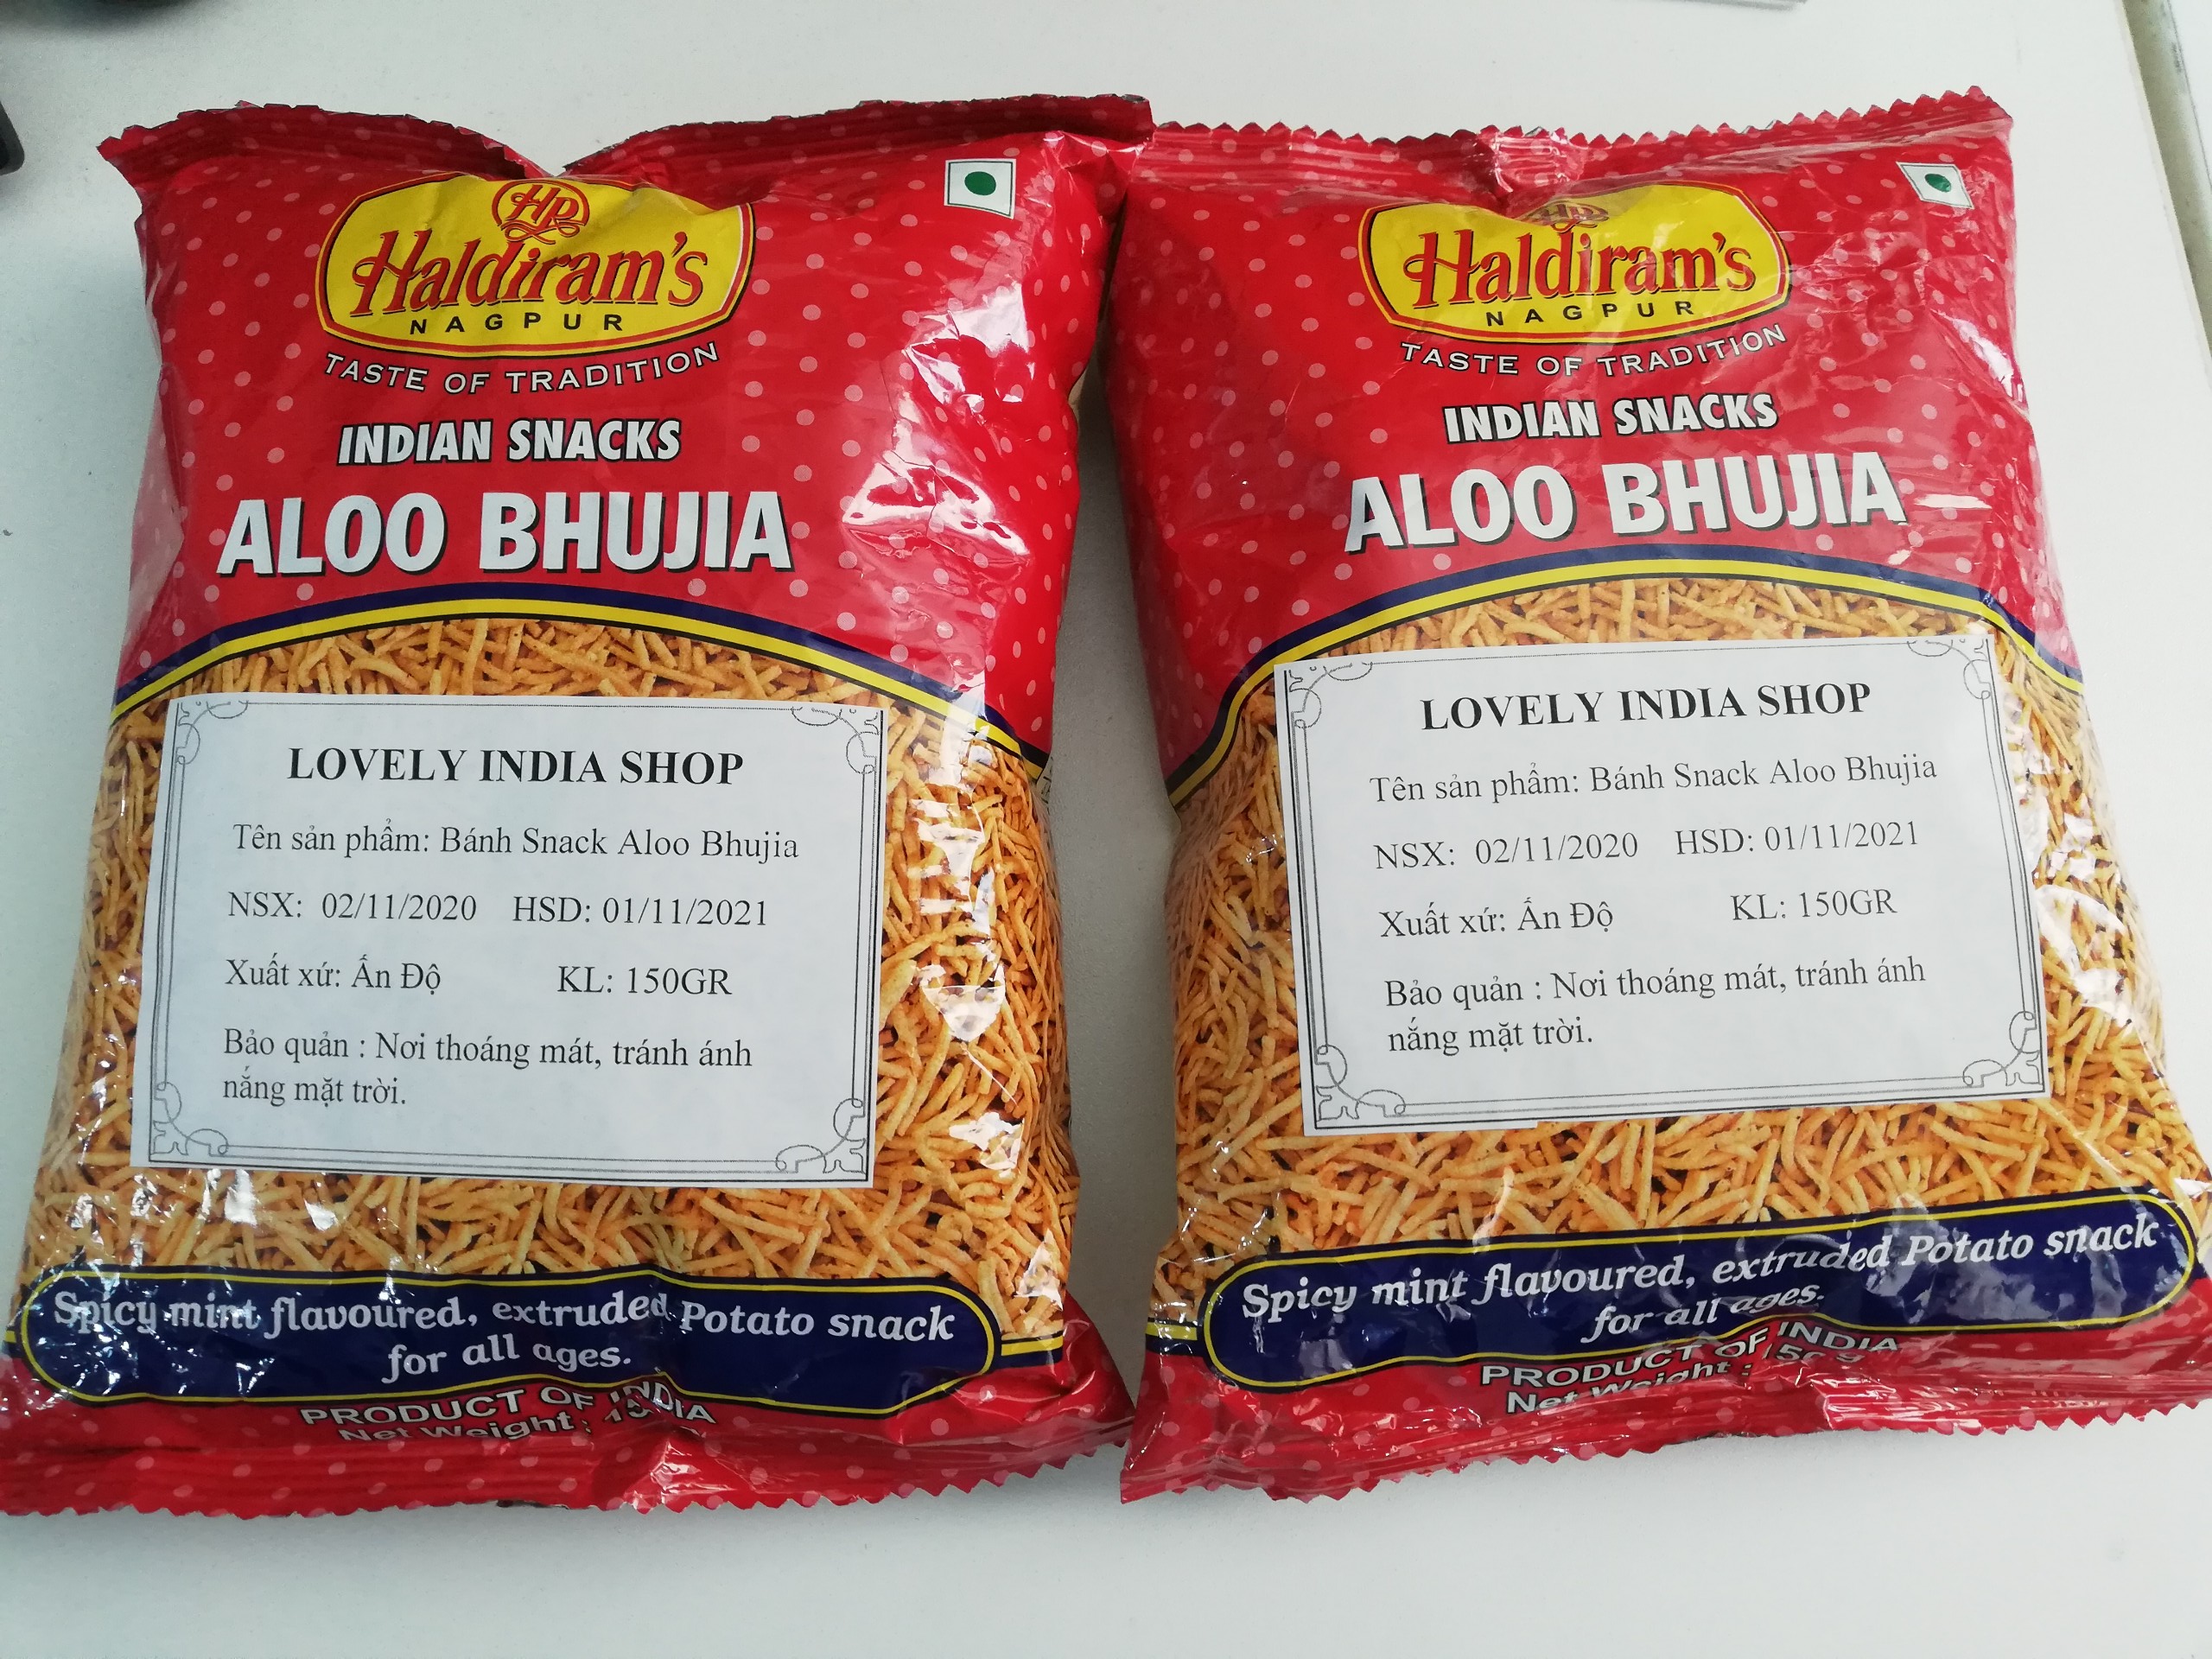 HR
Haldiram's
NAGPUR
TASTE OF TRADITION
INDIAN SNACKS
ALOO BHUJIA
LOVELY INDIA SHOP
Tên sản phẩm: Bánh Snack Aloo Bhujia
NSX: 02/11/2020 HSD: 01/11/2021
Xuất xứ: Ấn Độ KL: 150GR
Bảo quản : Nơi thoáng mát, tránh ánh
nắng mặt trời.
Spicy mint flavoured, extruded Potato snack
for all ages.
PRODUCT OF INDIA
Net Weight :
Haldiram's
NAGPUR
TASTE OF TRADITION
INDIAN SNACKS
ALOO BHUJIA
LOVELY INDIA SHOP
Tên sản phẩm: Bánh Snack Aloo Bhujia
NSX: 02/11/2020 HSD: 01/11/2021
Xuất xứ: Ấn Độ KL: 150GR
Bảo quản : Nơi thoáng mát, tránh ánh
nắng mặt trời.
Spicy mint flavoured, extruded Potato snack
for all ages.
PRODUCT OF INDIA
Net Weight : 150 g